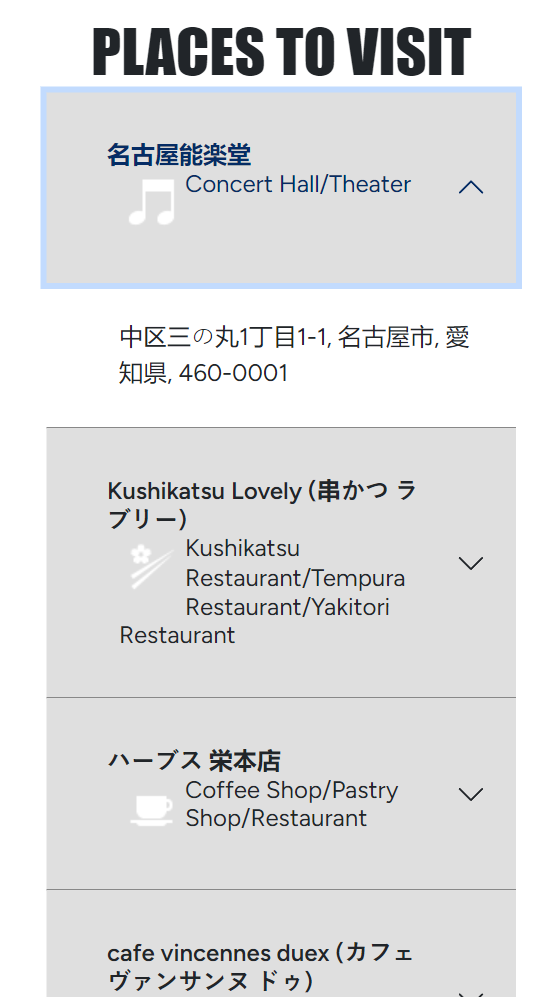 PLACES TO VISIT
名古屋能楽堂
Concert Hall/Theater
中区三の丸1丁目1-1, 名古屋市, 愛
知県, 460-0001
Kushikatsu Lovely (串かつ ラ
ブリー)
Kushikatsu
Restaurant/Tempura
Restaurant/Yakitori
Restaurant
ハーブス 栄本店
Coffee Shop/Pastry
Shop/Restaurant
cafe vincennes duex (カフェ
ヴァンサンヌ ドゥ)